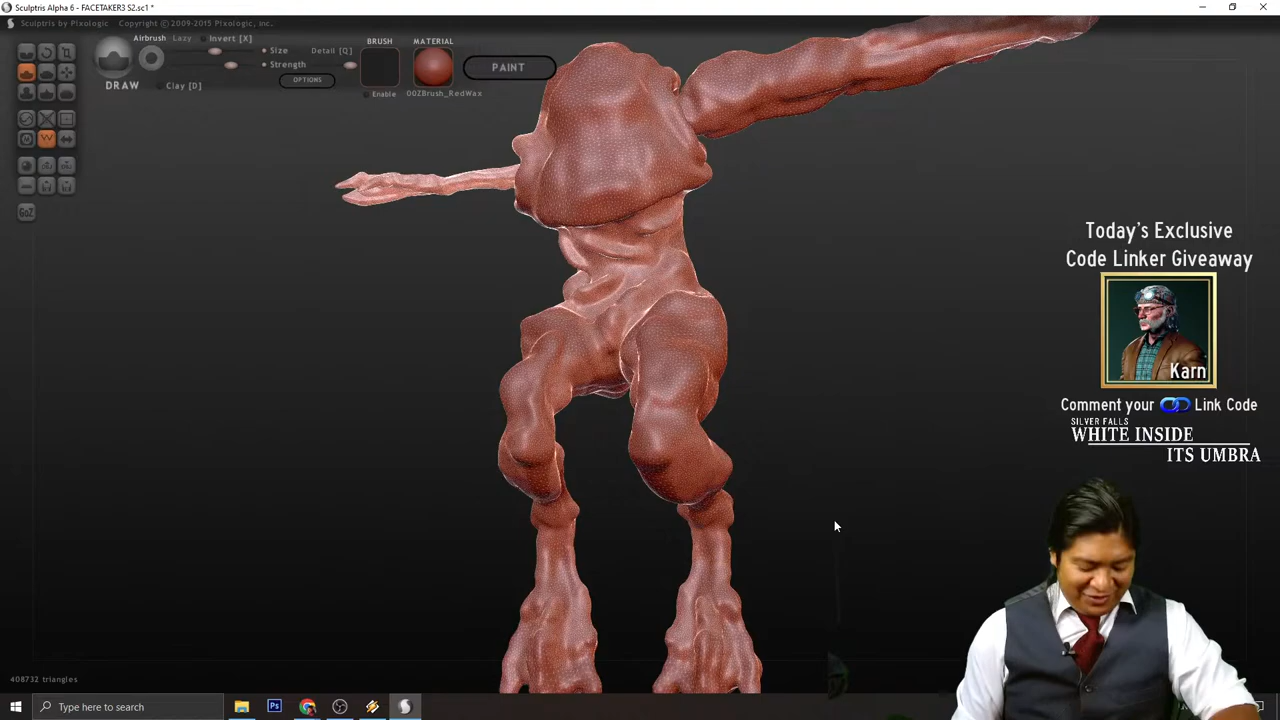 Sculptris Alpha 6 - FACETAKER3 S2.sc1 *
Sculptris by Pixologic Copyright © 2009-2015 Pixologic, inc.
Airbrush Lazy Invert [X]
Size
Detail [Q]
Strength
DRAW
Clay [D]
OPTIONS
BRUSH
Enable
MATERIAL
00ZBrush_RedWax
PAINT
GoZ
Today's Exclusive
Code Linker Giveaway
Karn
Comment your Link Code
SILVER FALLS
WHITE INSIDE
ITS UMBRA
408732 triangles
Type here to search
Ps